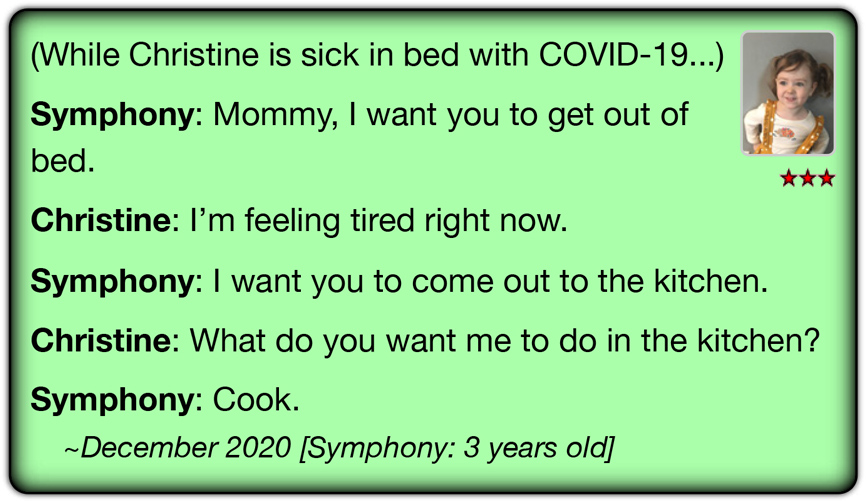 (While Christine is sick in bed with COVID-19...)
Symphony: Mommy, I want you to get out of
bed.
Christine: I’m feeling tired right now.
Symphony: I want you to come out to the kitchen.
Christine: What do you want me to do in the kitchen?
Symphony: Cook.
~December 2020 [Symphony: 3 years old]